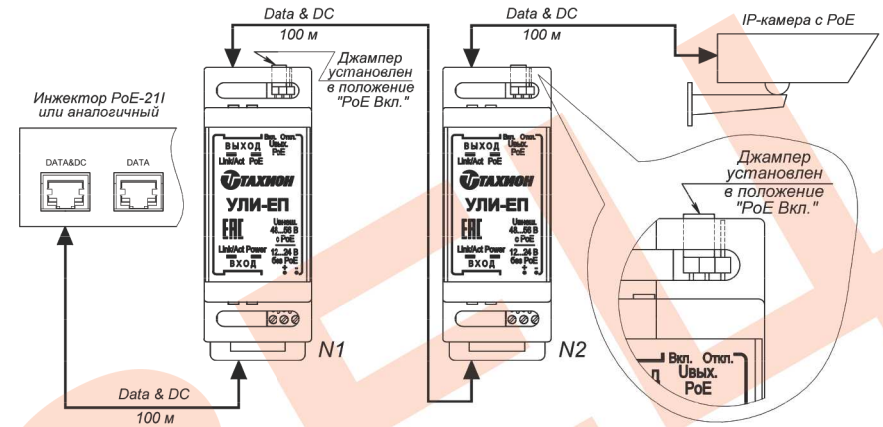 Data & DC
100 м
Data & DC
100 м
IP-камера с PoE
Джампер
установлен
в положение
"PoE Вкл."
Инжектор PoE-21I
или аналогичный
DATA&DC
DATA
Вкл. Откл.
ВЫХОД Uвых.
PoE
Link/Act PoE
ТАХИОН
УЛИ-ЕП
EAC
Uвнеш.
48...56 В
с PoE
Link/Act Power
12...24 В
без PoE
ВХОД
+ -
N1
Вкл. Откл.
ВЫХОД Uвых.
PoE
Link/Act PoE
ТАХИОН
УЛИ-ЕП
EAC
Uвнеш.
48...56 В
с PoE
Link/Act Power
12...24 В
без PoE
ВХОД
+ -
N2
Джампер
установлен
в положение
"PoE Вкл."
Вкл. Откл.
Д Uвых.
PoE
Data & DC
100 м